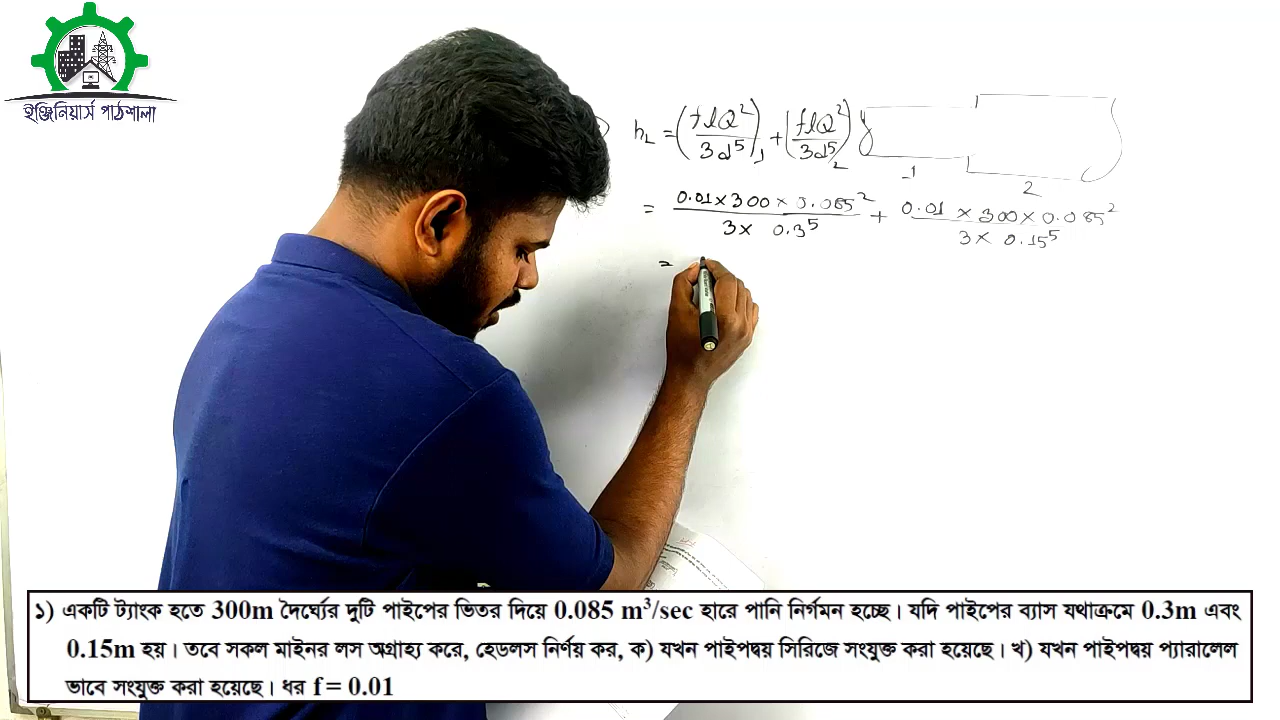 ইঞ্জিনিয়ার্স পাঠশালা
h_L = (flQ²/3d⁵)₁ + (flQ²/3d⁵)₂
1
2
= 0.01 × 300 × 0.085²/3 × 0.3⁵ + 0.01 × 300 × 0.085²/3 × 0.15⁵
=
১) একটি ট্যাংক হতে 300m দৈর্ঘ্যের দুটি পাইপের ভিতর দিয়ে 0.085 m³/sec হারে পানি নির্গমন হচ্ছে। যদি পাইপের ব্যাস যথাক্রমে 0.3m এবং
0.15m হয়। তবে সকল মাইনর লস অগ্রাহ্য করে, হেডলস নির্ণয় কর, ক) যখন পাইপদ্বয় সিরিজে সংযুক্ত করা হয়েছে। খ) যখন পাইপদ্বয় প্যারালেল
ভাবে সংযুক্ত করা হয়েছে। ধর f = 0.01